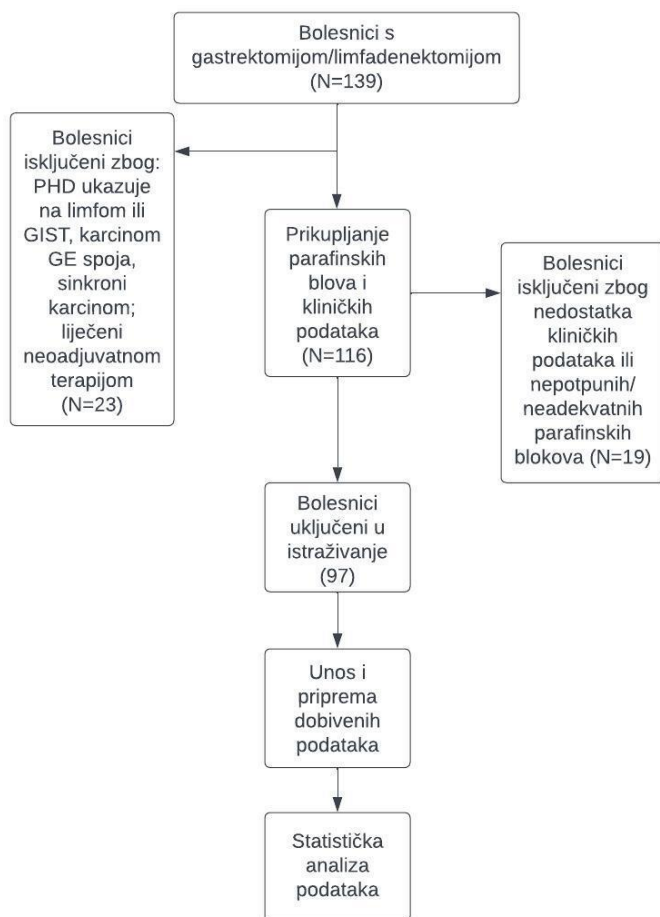 Bolesnici s
gastrektomijom/limfadenektomijom
(N=139)
Bolesnici
isključeni zbog:
PHD ukazuje
na limfom ili
GIST, karcinom
GE spoja,
sinkroni
karcinom;
liječeni
neoadjuvatnom
terapijom
(N=23)
Prikupljanje
parafinskih
blova i
kliničkih
podataka
(N=116)
Bolesnici
isključeni zbog
nedostatka
kliničkih
podataka ili
nepotpunih/
neadekvatnih
parafinskih
blokova (N=19)
Bolesnici
uključeni u
istraživanje
(97)
Unos i
priprema
dobivenih
podataka
Statistička
analiza
podataka